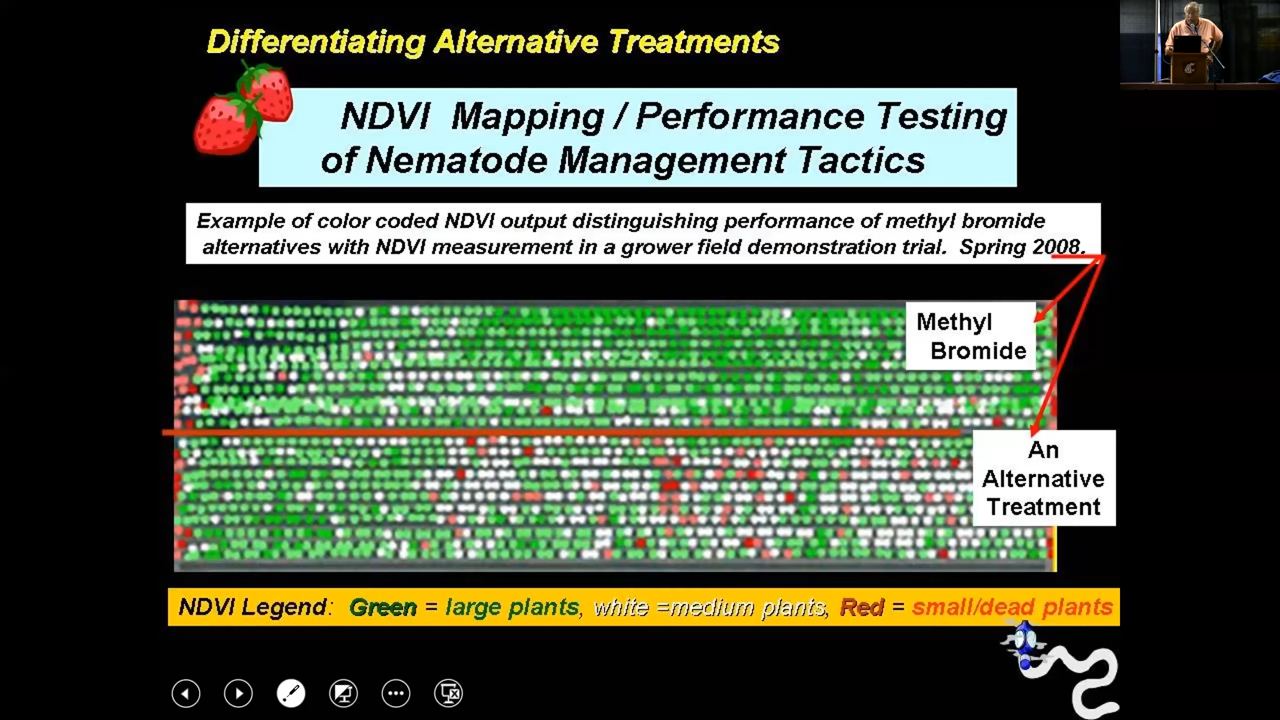 Differentiating Alternative Treatments
NDVI Mapping / Performance Testing
of Nematode Management Tactics
Example of color coded NDVI output distinguishing performance of methyl bromide
alternatives with NDVI measurement in a grower field demonstration trial. Spring 2008.
Methyl
Bromide
An
Alternative
Treatment
NDVI Legend: Green = large plants, white =medium plants, Red = small/dead plants